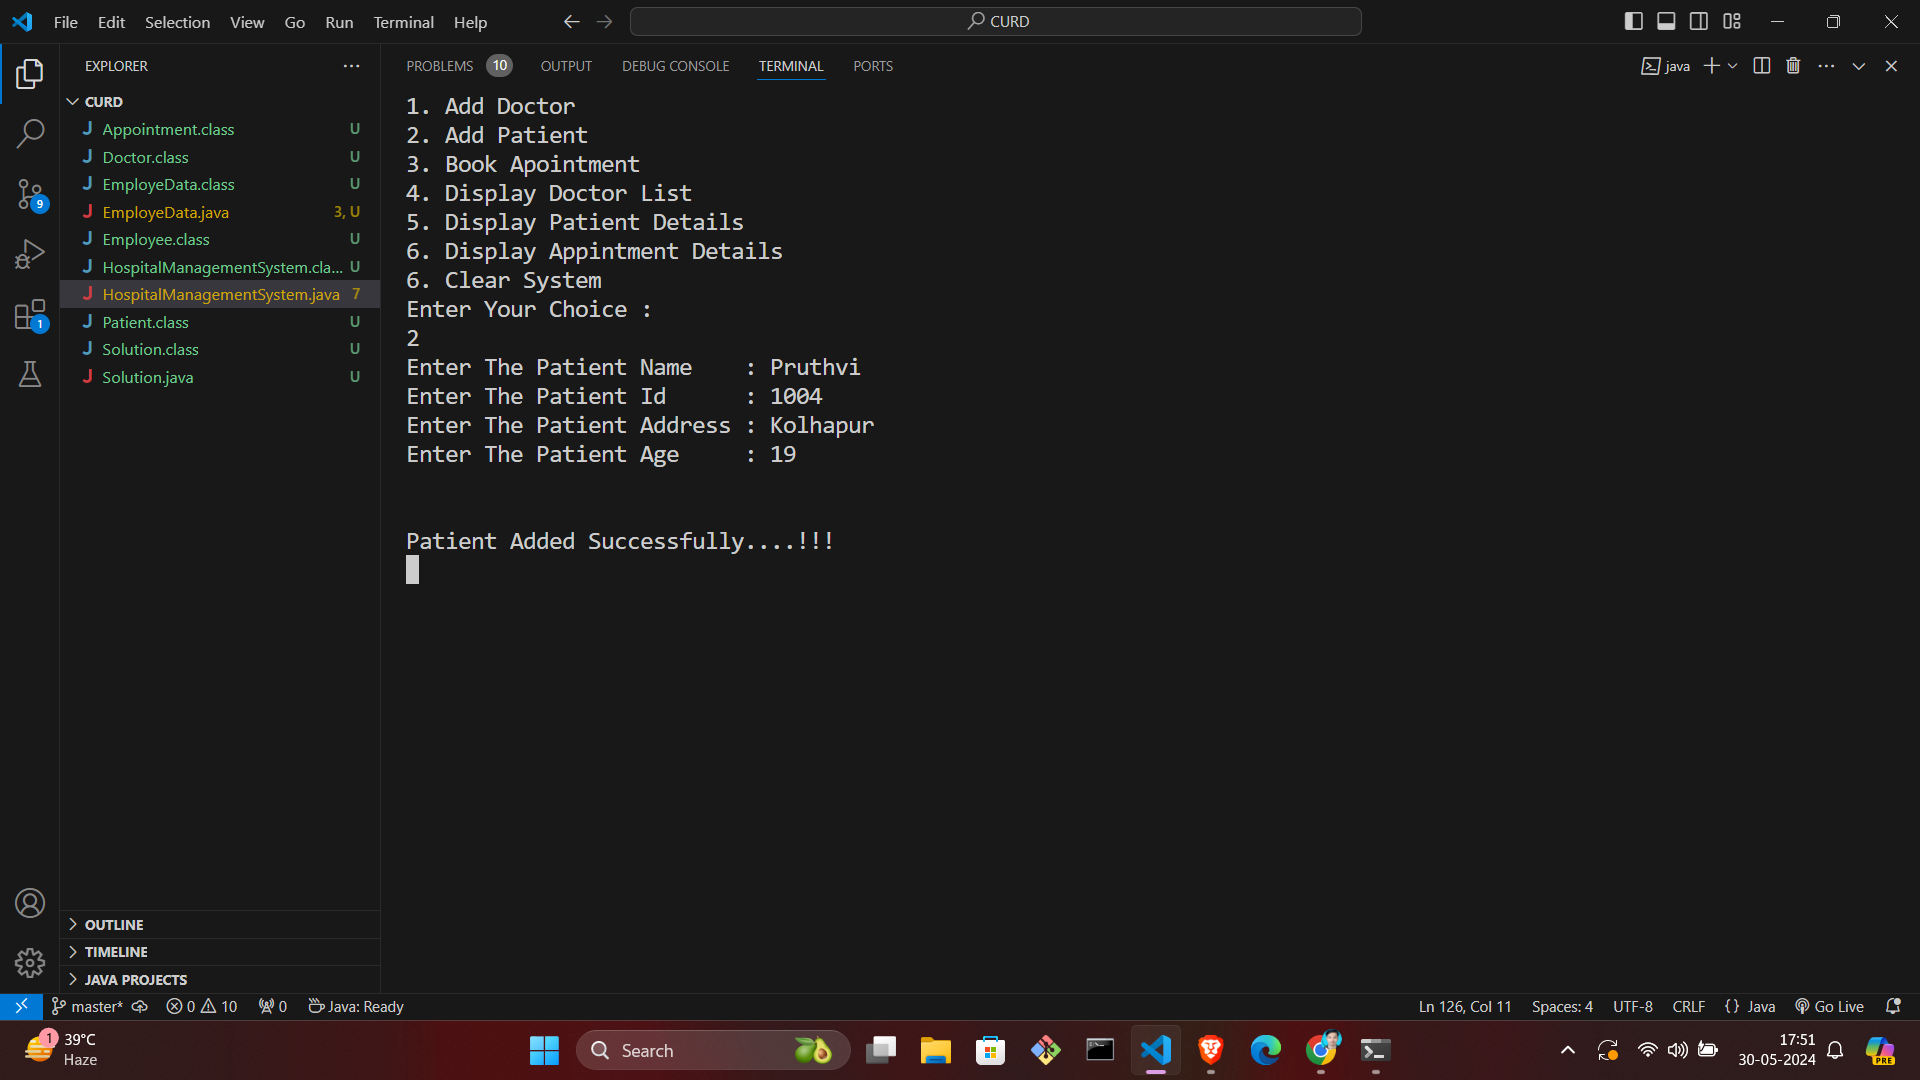 File Edit Selection View Go Run Terminal Help
CURD
EXPLORER
CURD
Appointment.class U
Doctor.class U
EmployeData.class U
EmployeData.java 3, U
Employee.class U
HospitalManagementSystem.cla... U
HospitalManagementSystem.java 7
Patient.class U
Solution.class U
Solution.java U
OUTLINE
TIMELINE
JAVA PROJECTS
9
1
PROBLEMS 10 OUTPUT DEBUG CONSOLE TERMINAL PORTS
java
1. Add Doctor
2. Add Patient
3. Book Apointment
4. Display Doctor List
5. Display Patient Details
6. Display Appintment Details
6. Clear System
Enter Your Choice :
2
Enter The Patient Name : Pruthvi
Enter The Patient Id : 1004
Enter The Patient Address : Kolhapur
Enter The Patient Age : 19
Patient Added Successfully....!!!
master* 0 10 0 Java: Ready
Ln 126, Col 11 Spaces: 4 UTF-8 CRLF {} Java Go Live
1
39°C
Haze
Search
17:51
30-05-2024
PRE